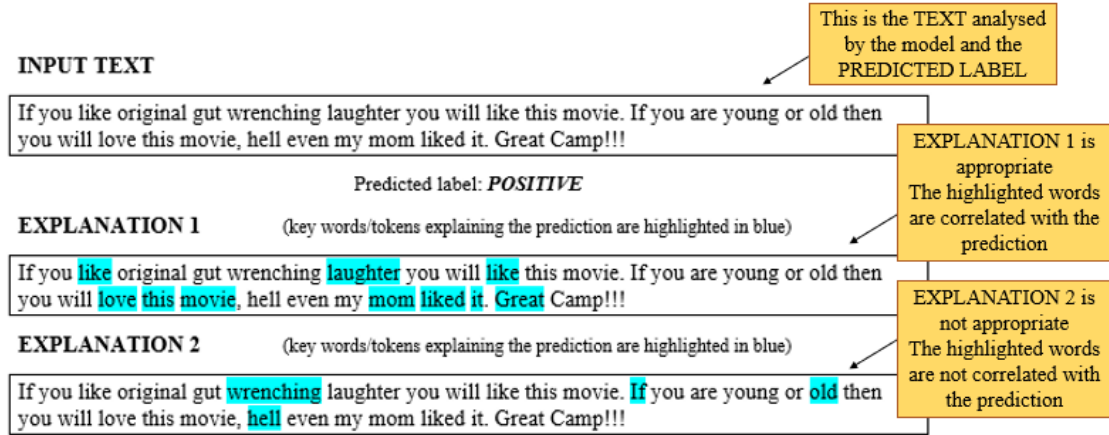 This is the TEXT analysed
by the model and the
PREDICTED LABEL
INPUT TEXT
If you like original gut wrenching laughter you will like this movie. If you are young or old then
you will love this movie, hell even my mom liked it. Great Camp!!!
Predicted label: POSITIVE
EXPLANATION 1 is
appropriate
The highlighted words
are correlated with the
prediction
EXPLANATION 1 (key words/tokens explaining the prediction are highlighted in blue)
If you like original gut wrenching laughter you will like this movie. If you are young or old then
you will love this movie, hell even my mom liked it. Great Camp!!!
EXPLANATION 2 is
not appropriate
The highlighted words
are not correlated with
the prediction
EXPLANATION 2 (key words/tokens explaining the prediction are highlighted in blue)
If you like original gut wrenching laughter you will like this movie. If you are young or old then
you will love this movie, hell even my mom liked it. Great Camp!!!